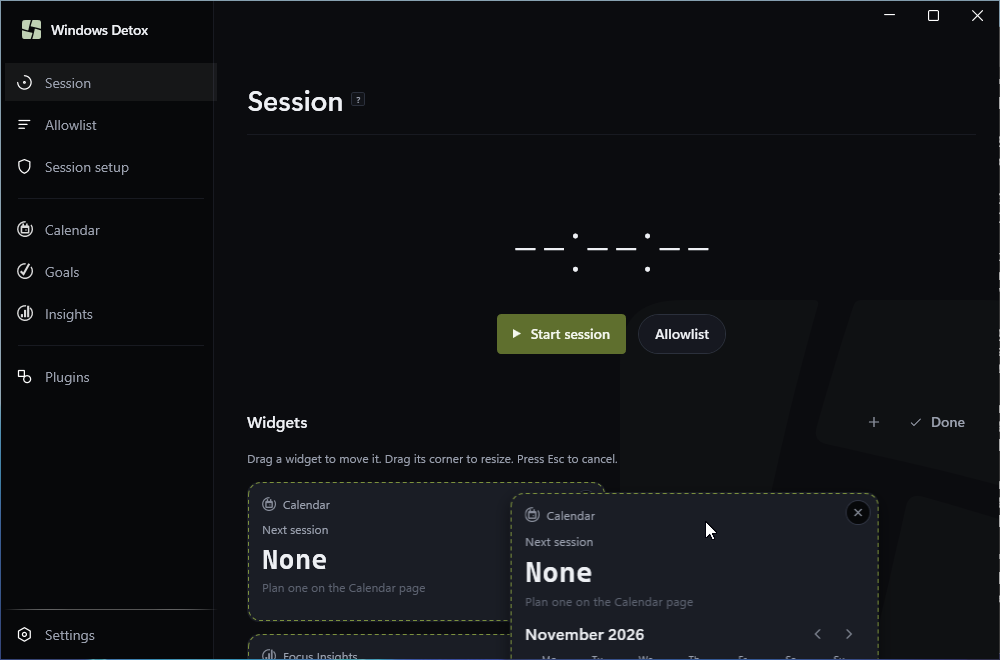 Windows Detox
Session
Allowlist
Session setup
Calendar
Goals
Insights
Plugins
Settings
Session ?
--:--:--
Start session
Allowlist
Widgets
Done
Drag a widget to move it. Drag its corner to resize. Press Esc to cancel.
Calendar
Next session
None
Plan one on the Calendar page
Focus Insights
Calendar
Next session
None
Plan one on the Calendar page
November 2026